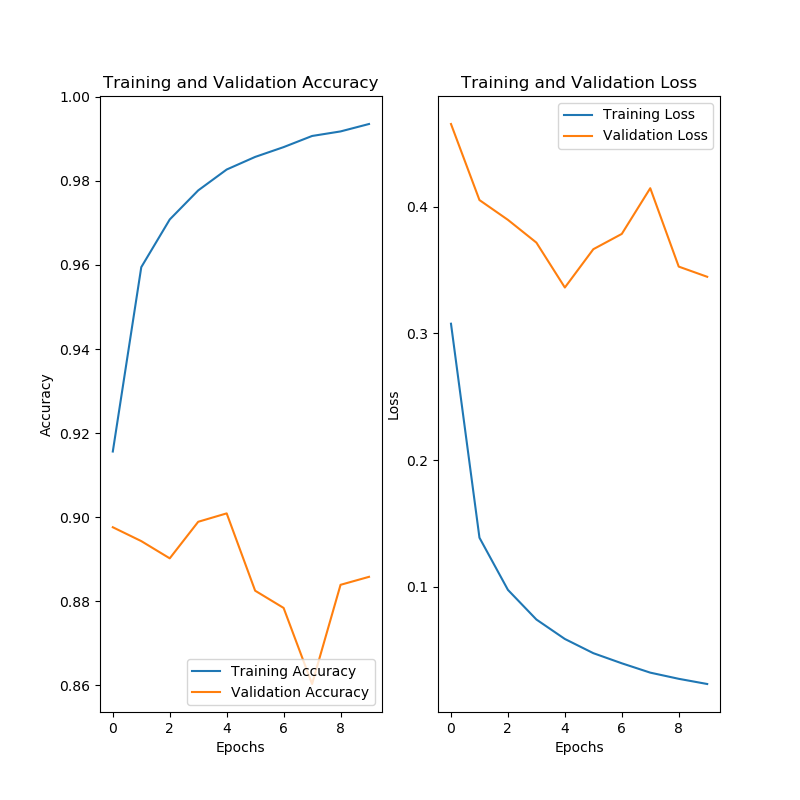 Training and Validation Accuracy
1.00
0.98
0.96
0.94
0.92
0.90
0.88
0.86
Accuracy
Training Accuracy
Validation Accuracy
0 2 4 6 8
Epochs
Training and Validation Loss
Training Loss
Validation Loss
0.4
0.3
0.2
0.1
Loss
0 2 4 6 8
Epochs